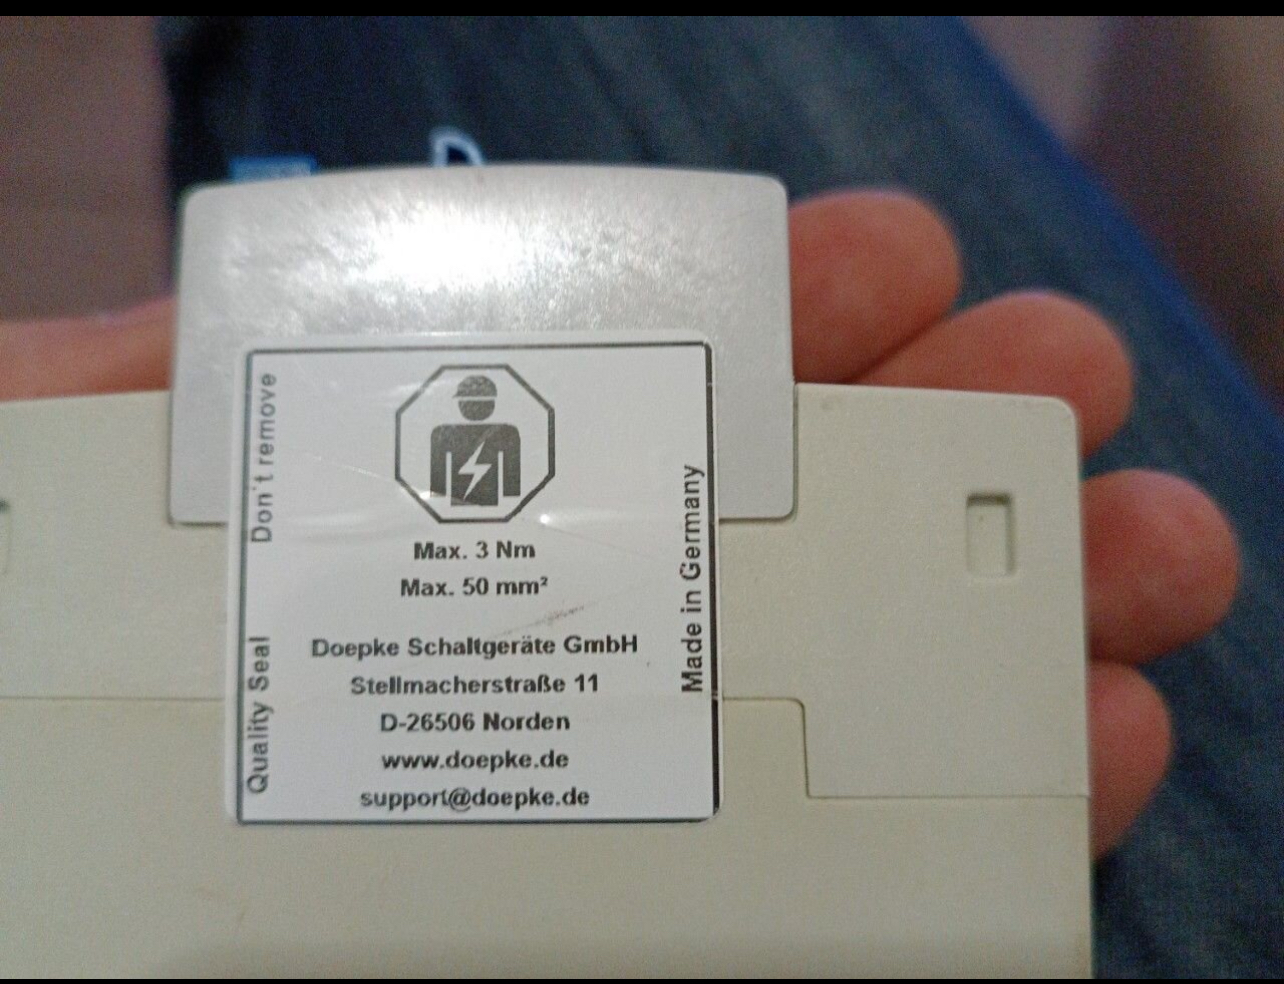 D
Don't remove
Quality Seal
Max. 3 Nm
Max. 50 mm²
Doepke Schaltgeräte GmbH
Stellmacherstraße 11
D-26506 Norden
www.doepke.de
support@doepke.de
Made in Germany